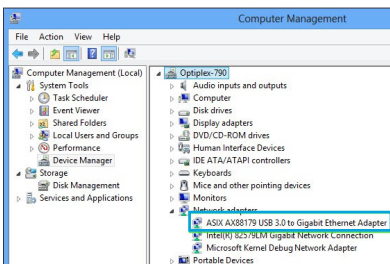 Computer Management
File Action View Help
Computer Management (Local)
System Tools
Task Scheduler
Event Viewer
Shared Folders
Local Users and Groups
Performance
Device Manager
Storage
Disk Management
Services and Applications
Optiplex-790
Audio inputs and outputs
Computer
Disk drives
Display adapters
DVD/CD-ROM drives
Human Interface Devices
IDE ATA/ATAPI controllers
Keyboards
Mice and other pointing devices
Monitors
Network adapters
ASIX AX88179 USB 3.0 to Gigabit Ethernet Adapter
Intel(R) 82579LM Gigabit Network Connection
Microsoft Kernel Debug Network Adapter
Portable Devices